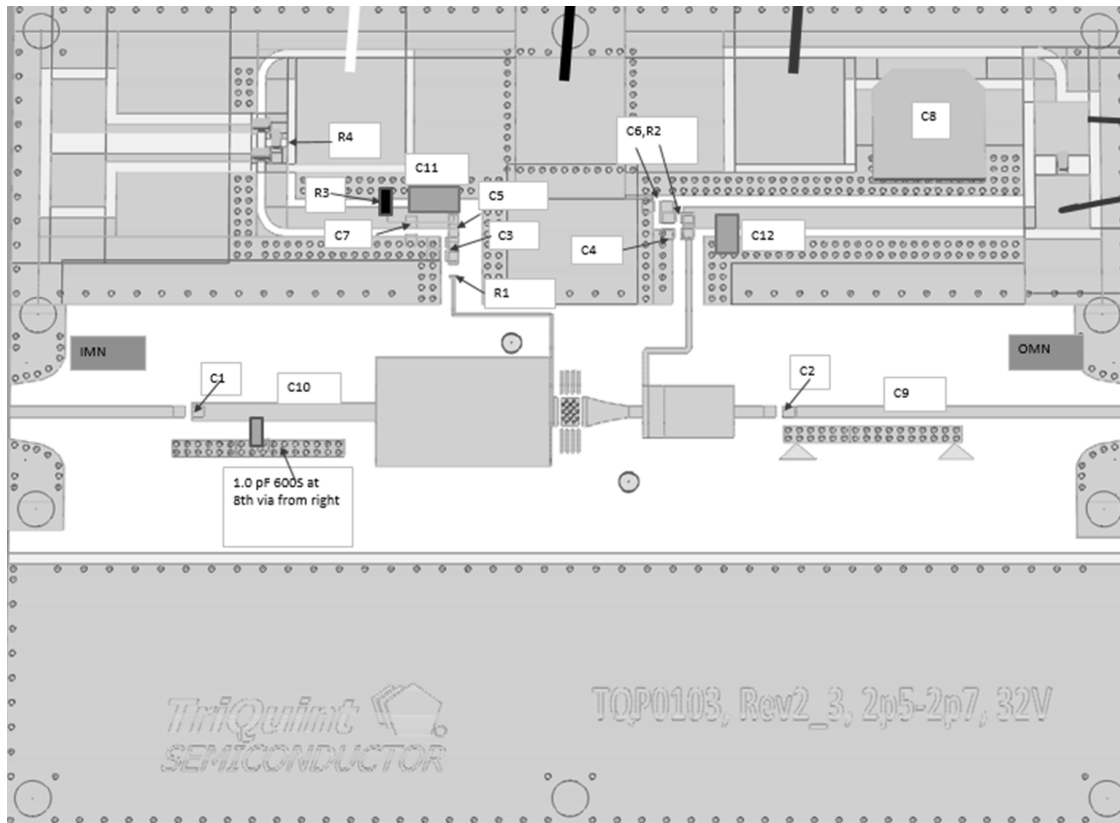 C6,R2
C8
R4
C11
R3
C5
C7
C3
C4
C12
R1
IMN
OMN
C1
C10
C2
C9
1.0 pF 600S at
8th via from right
TriQuint
SEMICONDUCTOR
TQP0103, Rev2_3, 2p5-2p7, 32V